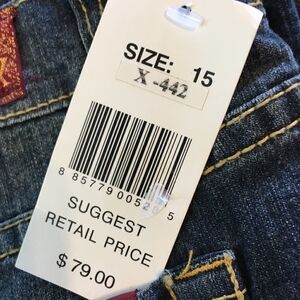 SIZE: 15
X-442
SUGGEST
RETAIL PRICE
$ 79.00